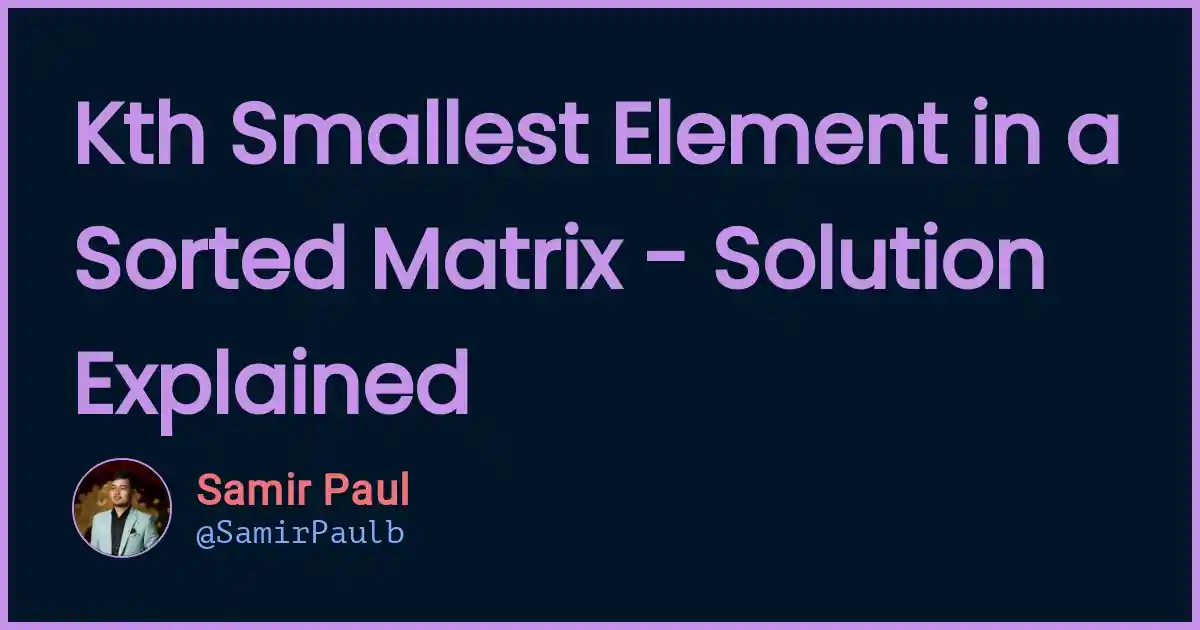 Kth Smallest Element in a
Sorted Matrix - Solution
Explained
Samir Paul
@SamirPaulb